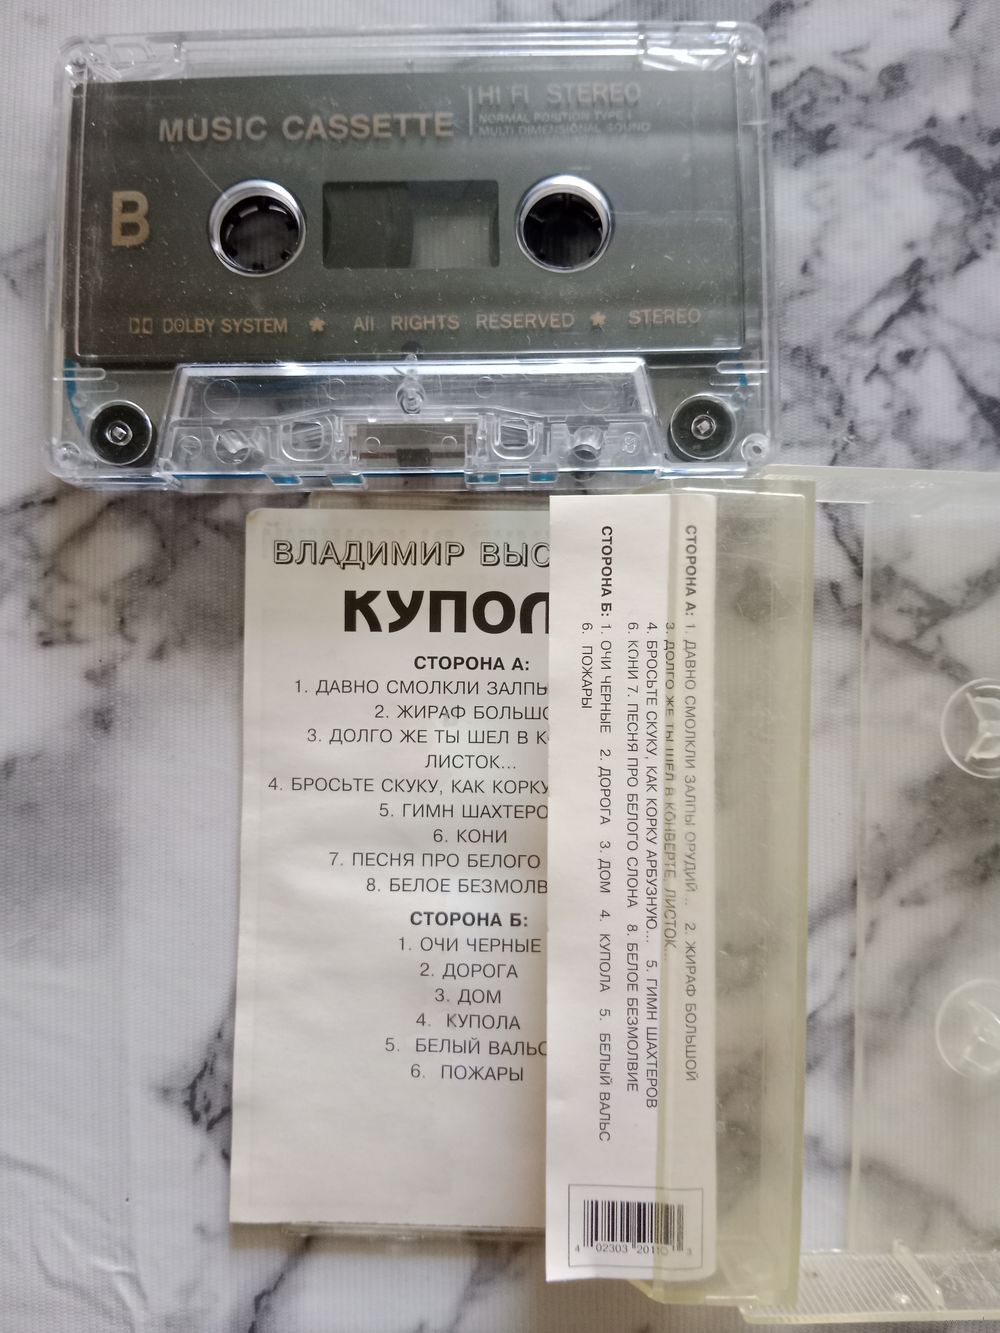 MUSIC CASSETTE
HI FI STEREO
NORMAL POSITION TYPE I
MULTI DIMENSIONAL SOUND
B
DOLBY SYSTEM * All RIGHTS RESERVED * STEREO
ВЛАДИМИР ВЫС
КУПОЛ
СТОРОНА А:
1. ДАВНО СМОЛКЛИ ЗАЛПЫ
2. ЖИРАФ БОЛЬШО
3. ДОЛГО ЖЕ ТЫ ШЕЛ В К
ЛИСТОК...
4. БРОСЬТЕ СКУКУ, КАК КОРКУ
5. ГИМН ШАХТЕРО
6. КОНИ
7. ПЕСНЯ ПРО БЕЛОГО
8. БЕЛОЕ БЕЗМОЛВ
СТОРОНА Б:
1. ОЧИ ЧЕРНЫЕ
2. ДОРОГА
3. ДОМ
4. КУПОЛА
5. БЕЛЫЙ ВАЛЬС
6. ПОЖАРЫ
СТОРОНА А: 1. ДАВНО СМОЛКЛИ ЗАЛПЫ ОРУДИЙ... 2. ЖИРАФ БОЛЬШОЙ
3. ДОЛГО ЖЕ ТЫ ШЕЛ В КОНВЕРТЕ, ЛИСТОК...
4. БРОСЬТЕ СКУКУ, КАК КОРКУ АРБУЗНУЮ... 5. ГИМН ШАХТЕРОВ
6. КОНИ 7. ПЕСНЯ ПРО БЕЛОГО СЛОНА 8. БЕЛОЕ БЕЗМОЛВИЕ
СТОРОНА Б: 1. ОЧИ ЧЕРНЫЕ 2. ДОРОГА 3. ДОМ 4. КУПОЛА 5. БЕЛЫЙ ВАЛЬС
6. ПОЖАРЫ
4 02303 20110 3